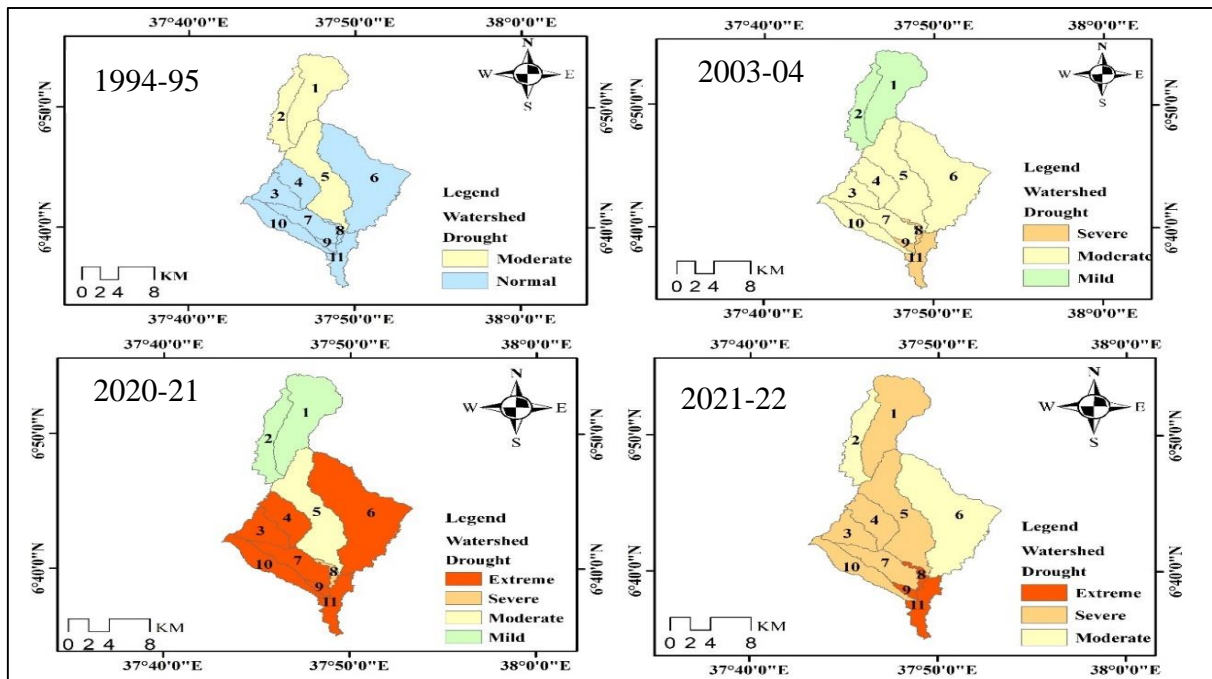 37°40'0"E 37°50'0"E 38°0'0"E
1994-95
N
W E
S
6°50'0"N
6°40'0"N
6°50'0"N
6°40'0"N
1
2
3
4
5
6
7
8
9
10
11
Legend
Watershed
Drought
Moderate
Normal
KM
0 2 4 8
37°40'0"E 37°50'0"E 38°0'0"E
37°40'0"E 37°50'0"E 38°0'0"E
2003-04
N
W E
S
6°50'0"N
6°40'0"N
6°50'0"N
6°40'0"N
1
2
3
4
5
6
7
8
9
10
11
Legend
Watershed
Drought
Severe
Moderate
Mild
KM
0 2 4 8
37°40'0"E 37°50'0"E 38°0'0"E
37°40'0"E 37°50'0"E 38°0'0"E
2020-21
N
W E
S
6°50'0"N
6°40'0"N
6°50'0"N
6°40'0"N
1
2
3
4
5
6
7
8
9
10
11
Legend
Watershed
Drought
Extreme
Severe
Moderate
Mild
KM
0 2 4 8
37°40'0"E 37°50'0"E 38°0'0"E
37°40'0"E 37°50'0"E 38°0'0"E
2021-22
N
W E
S
6°50'0"N
6°40'0"N
6°50'0"N
6°40'0"N
1
2
3
4
5
6
7
8
9
10
11
Legend
Watershed
Drought
Extreme
Severe
Moderate
KM
0 2 4 8
37°40'0"E 37°50'0"E 38°0'0"E